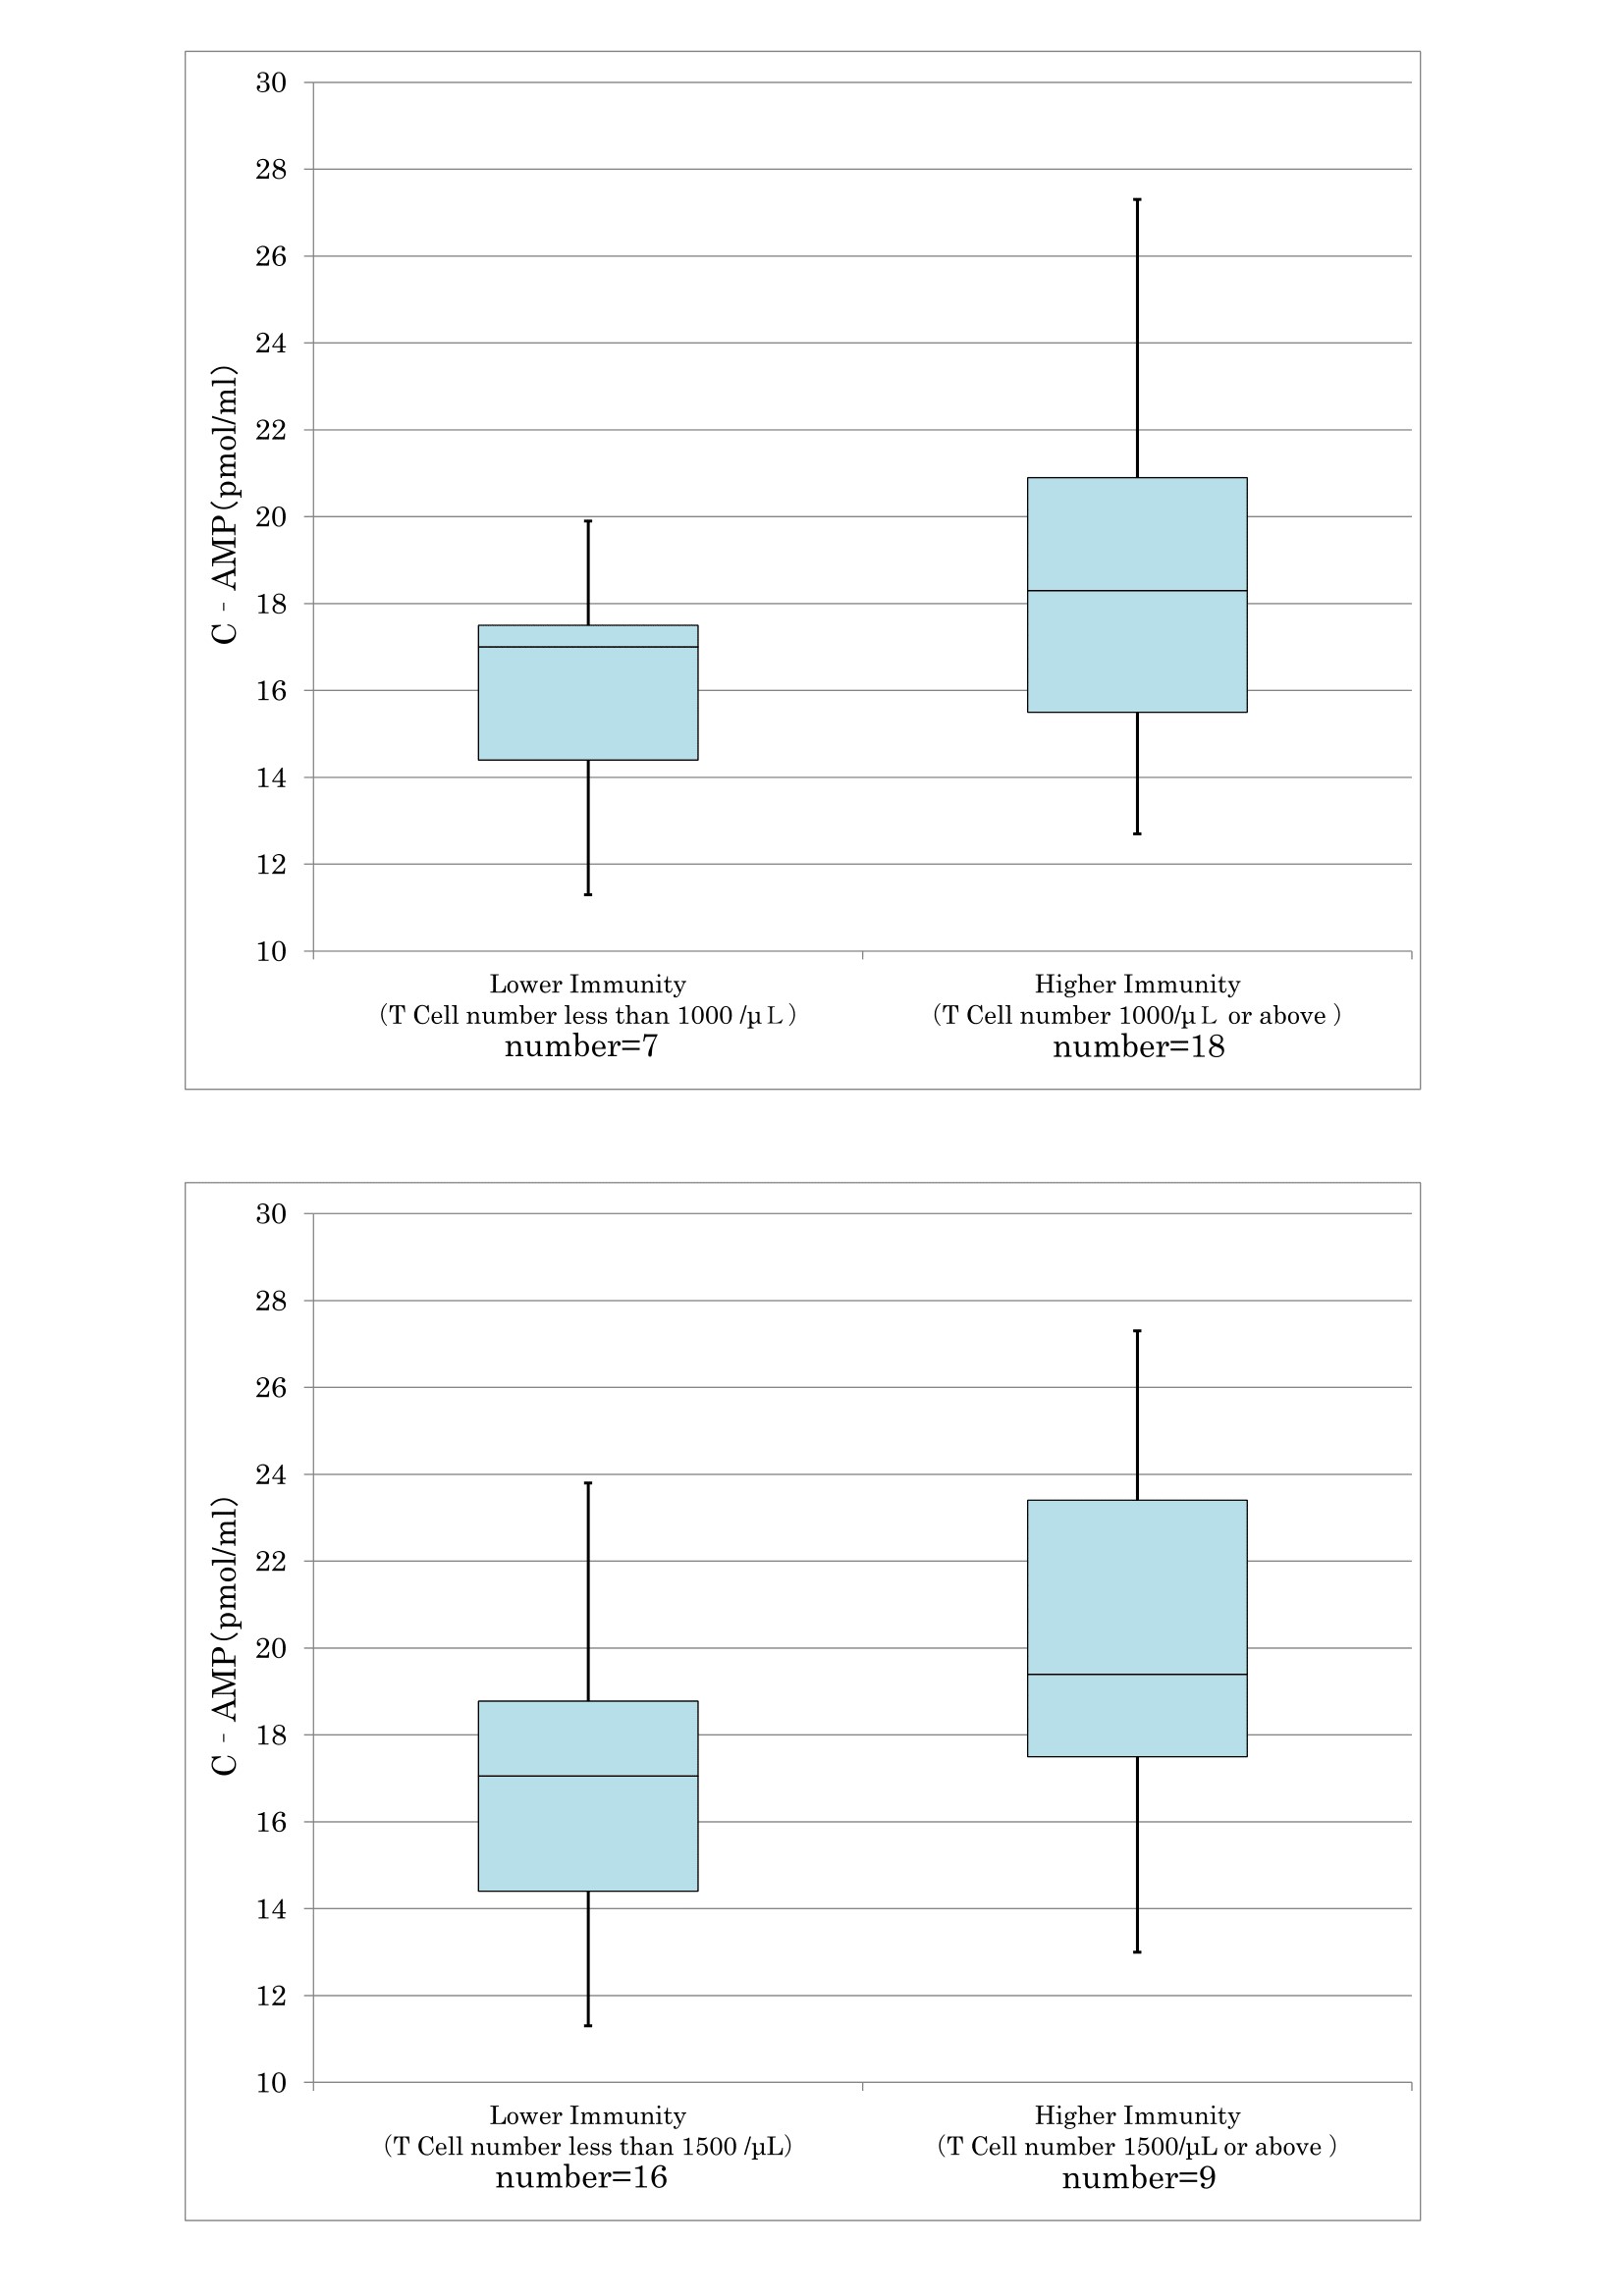 30
28
26
24
22
20
18
16
14
12
10
C - AMP(pmol/ml)
Lower Immunity
(T Cell number less than 1000 /μL)
number=7
Higher Immunity
(T Cell number 1000/μL or above )
number=18
30
28
26
24
22
20
18
16
14
12
10
C - AMP(pmol/ml)
Lower Immunity
(T Cell number less than 1500 /μL)
number=16
Higher Immunity
(T Cell number 1500/μL or above )
number=9